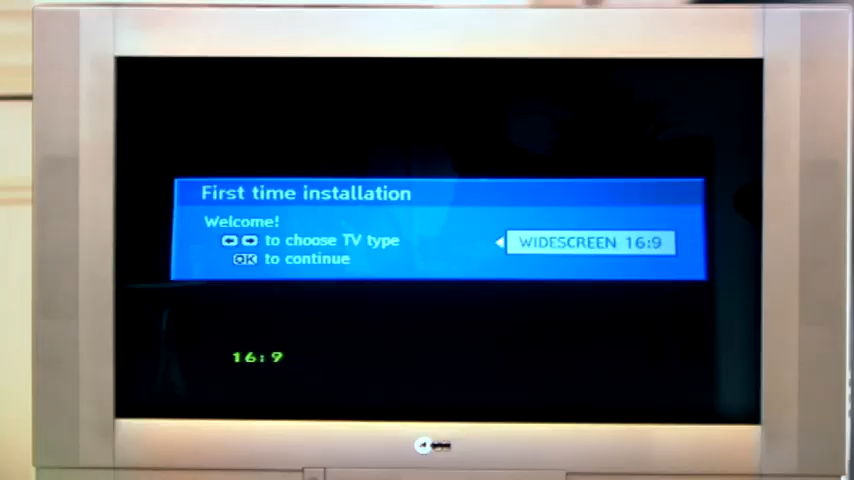 First time installation
Welcome!
to choose TV type
WIDESCREEN 16:9
OK to continue
16:9